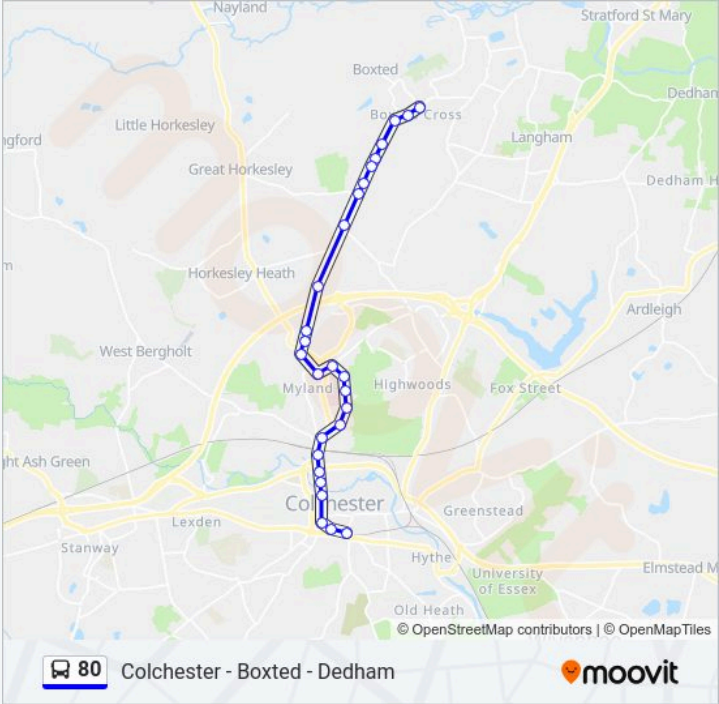 Nayland
Stratford St Mary
Boxted
Dedham
Little Horkesley
Cross
Langham
Great Horkesley
Dedham H
Horkesley Heath
Ardleigh
West Bergholt
Myland
Highwoods
Fox Street
ght Ash Green
Colchester
Lexden
Greenstead
Stanway
Hythe
University
of Essex
Elmstead M
Old Heath
© OpenStreetMap contributors | © OpenMapTiles
80 Colchester - Boxted - Dedham
moovit